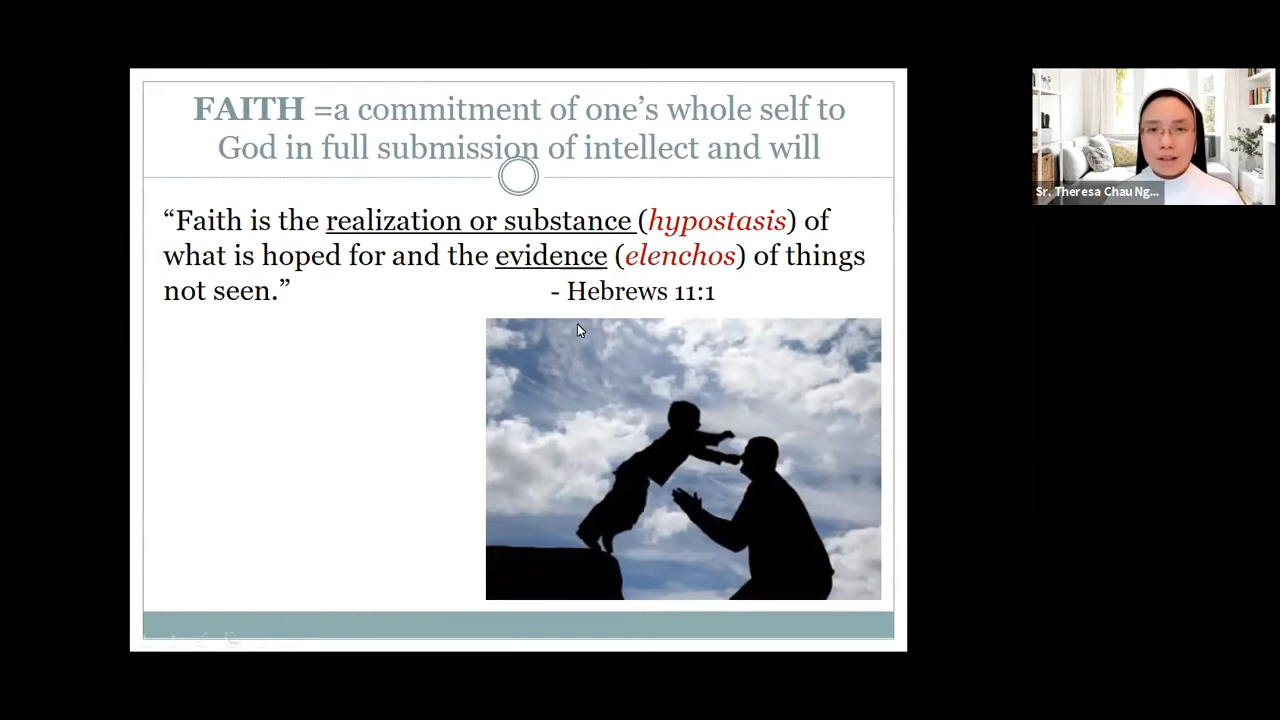 FAITH =a commitment of one’s whole self to
God in full submission of intellect and will
“Faith is the realization or substance (hypostasis) of
what is hoped for and the evidence (elenchos) of things
not seen.”
- Hebrews 11:1
Sr. Theresa Chau Ng...